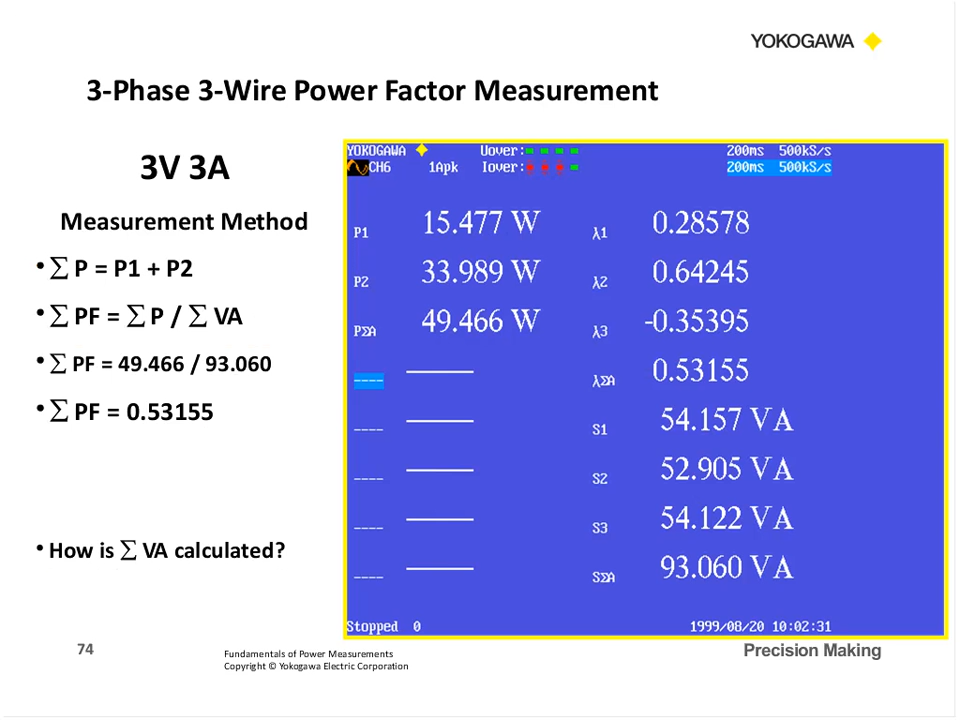 YOKOGAWA
3-Phase 3-Wire Power Factor Measurement
3V 3A
Measurement Method
• ∑ P = P1 + P2
• ∑ PF = ∑ P / ∑ VA
• ∑ PF = 49.466 / 93.060
• ∑ PF = 0.53155
• How is ∑ VA calculated?
YOKOGAWA Uover: 200ms 500kS/s
CH6 1Apk Iover: 200ms 500kS/s
P1 15.477 W λ1 0.28578
P2 33.989 W λ2 0.64245
PΣA 49.466 W λ3 -0.35395
---- λΣA 0.53155
---- S1 54.157 VA
---- S2 52.905 VA
---- S3 54.122 VA
---- SΣA 93.060 VA
Stopped 0 1999/08/20 10:02:31
74
Fundamentals of Power Measurements
Copyright © Yokogawa Electric Corporation
Precision Making